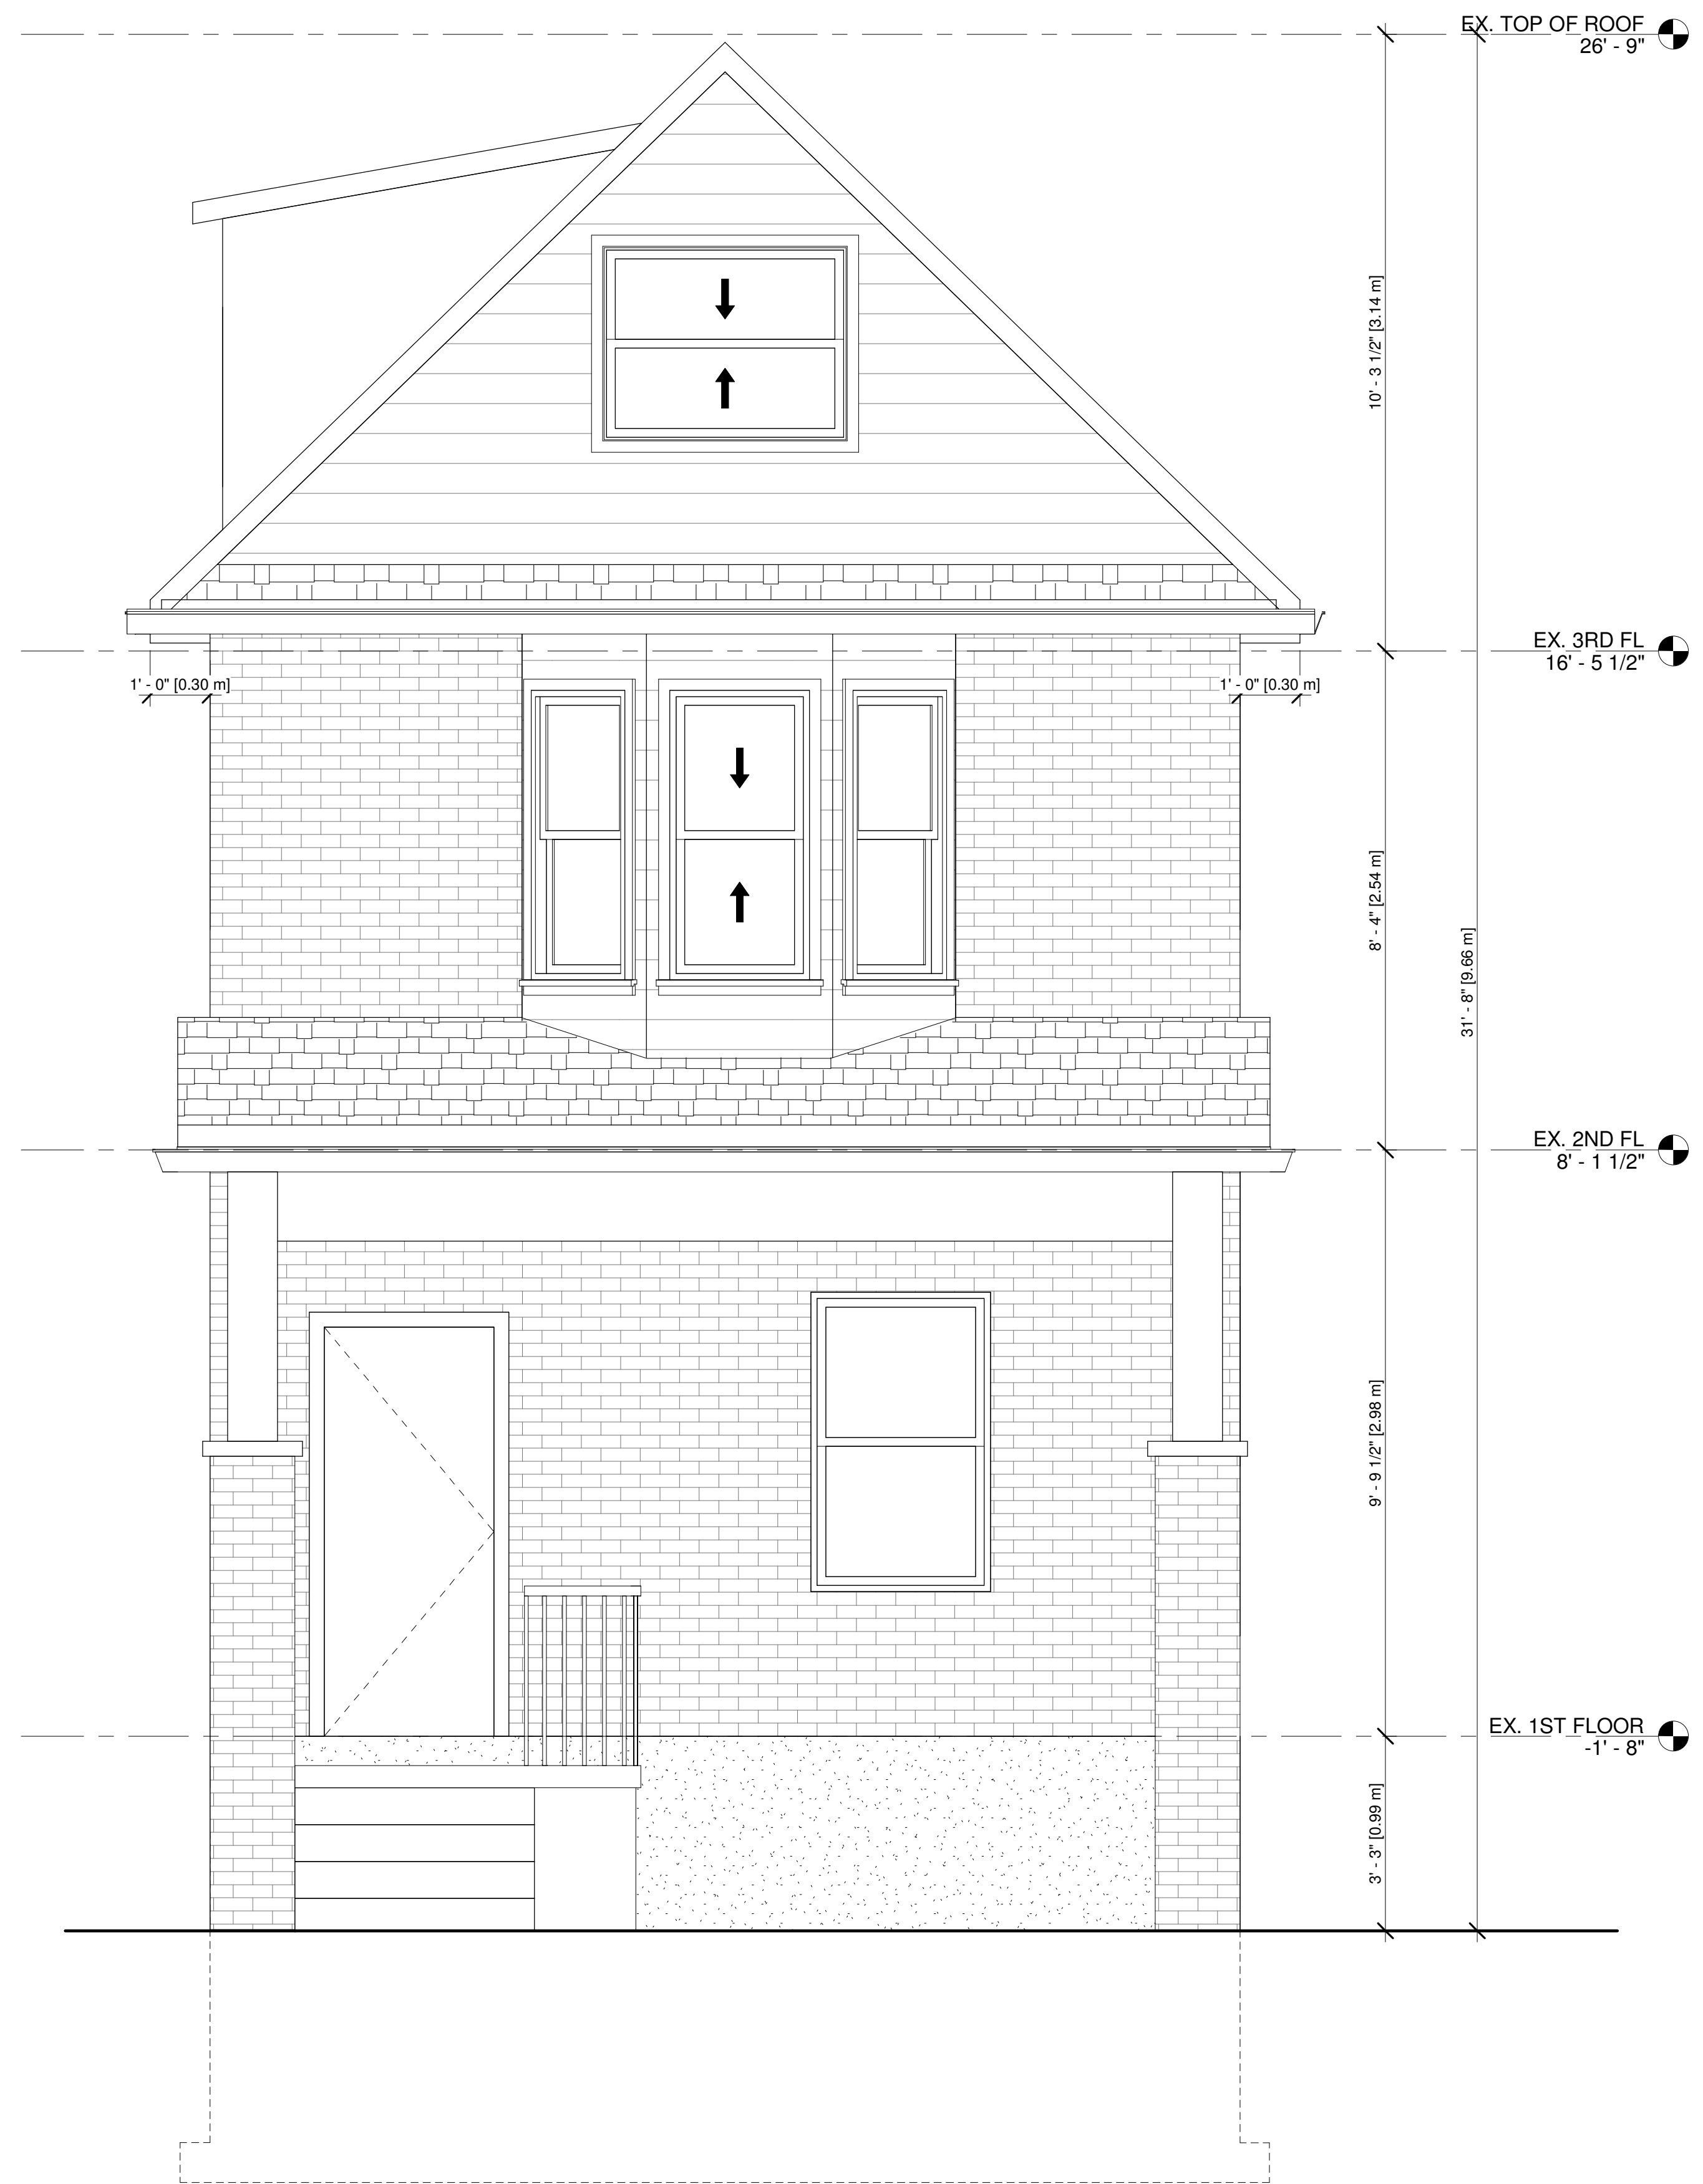 EX. TOP OF ROOF
26' - 9"
10' - 3 1/2" [3.14 m]
EX. 3RD FL
16' - 5 1/2"
1' - 0" [0.30 m]
1' - 0" [0.30 m]
8' - 4" [2.54 m]
31' - 8" [9.66 m]
EX. 2ND FL
8' - 1 1/2"
9' - 9 1/2" [2.98 m]
EX. 1ST FLOOR
-1' - 8"
3' - 3" [0.99 m]